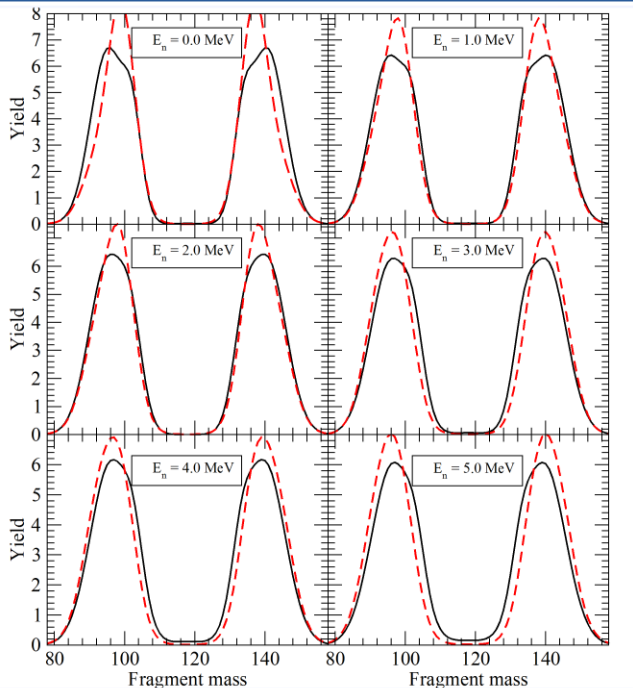 8
7
6
5
4
3
2
1
0
Yield
E_n = 0.0 MeV
E_n = 1.0 MeV
6
5
4
3
2
1
0
Yield
E_n = 2.0 MeV
E_n = 3.0 MeV
6
5
4
3
2
1
0
Yield
E_n = 4.0 MeV
E_n = 5.0 MeV
80 100 120 140 80 100 120 140
Fragment mass Fragment mass